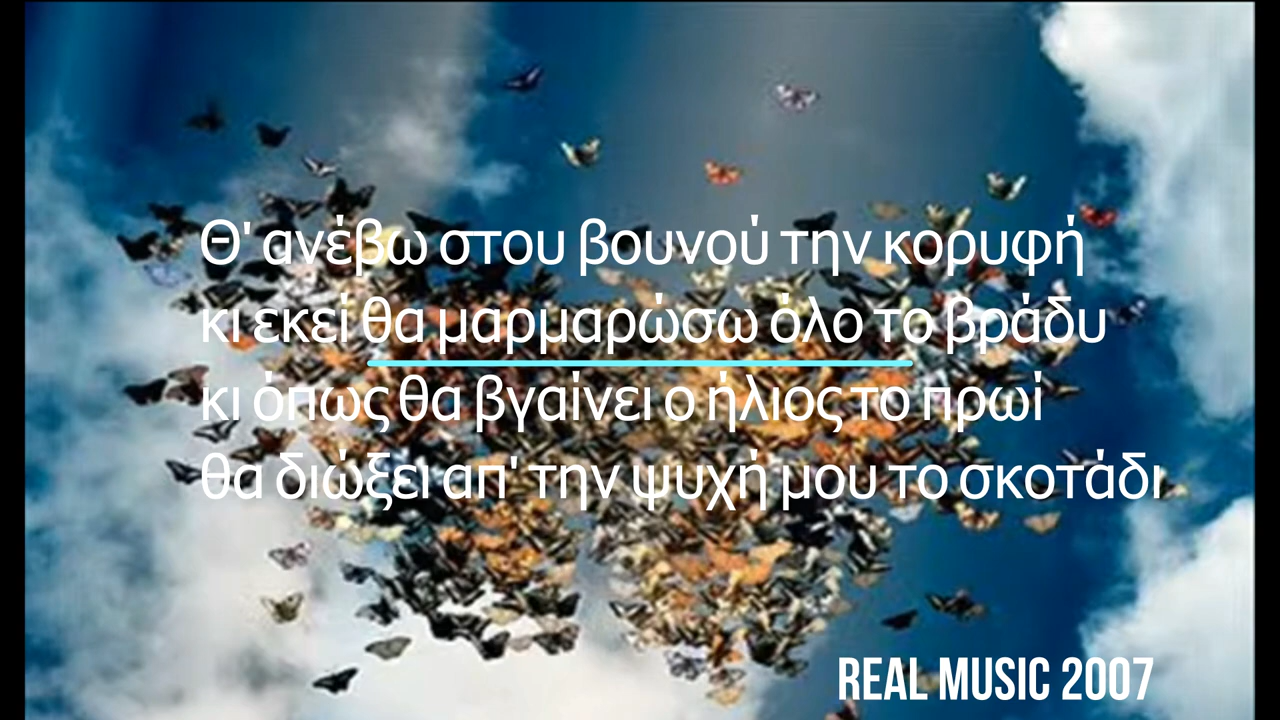 Θ' ανέβω στου βουνού την κορυφή
κι εκεί θα μαρμαρώσω όλο το βράδυ
κι όπως θα βγαίνει ο ήλιος το πρωί
θα διώξει απ' την ψυχή μου το σκοτάδι
REAL MUSIC 2007